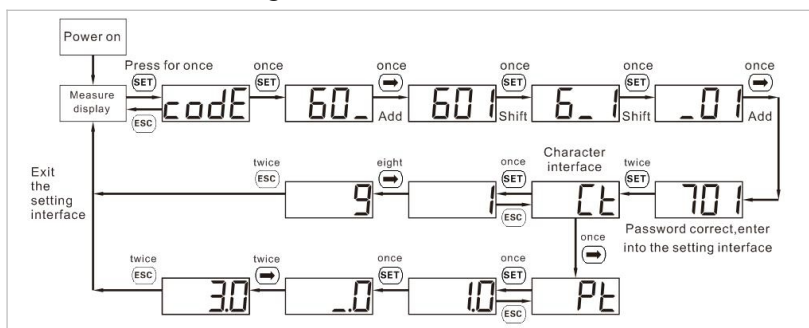 Power on
Press for once
SET
Measure
display
ESC
codE
once
SET
60_
once
Add
601
once
SET
Shift
6_1
once
SET
Shift
_01
once
Add
701
twice
SET
Password correct,enter
into the setting interface
Character
interface
Ct
once
SET
ESC
1
eight
9
twice
ESC
Exit
the
setting
interface
once
Pt
once
SET
ESC
1.0
once
SET
_.0
twice
3.0
twice
ESC